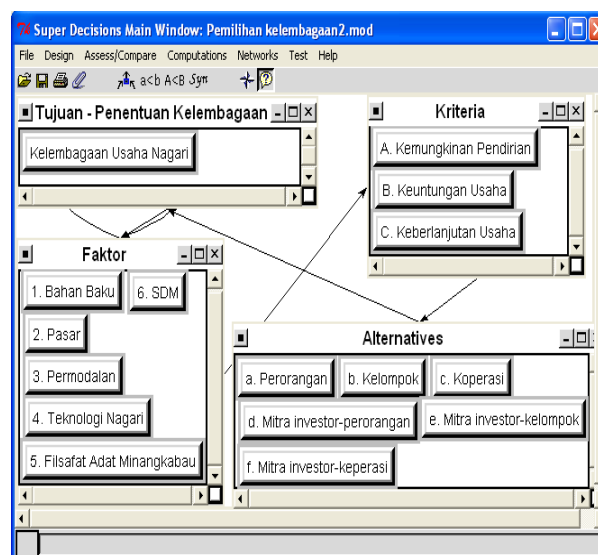 Super Decisions Main Window: Pemilihan kelembagaan2.mod
File Design Assess/Compare Computations Networks Test Help
a<b A<B Syn
Tujuan - Penentuan Kelembagaan
Kelembagaan Usaha Nagari
Kriteria
A. Kemungkinan Pendirian
B. Keuntungan Usaha
C. Keberlanjutan Usaha
Faktor
1. Bahan Baku 6. SDM
2. Pasar
3. Permodalan
4. Teknologi Nagari
5. Filsafat Adat Minangkabau
Alternatives
a. Perorangan b. Kelompok c. Koperasi
d. Mitra investor-perorangan e. Mitra investor-kelompok
f. Mitra investor-keperasi